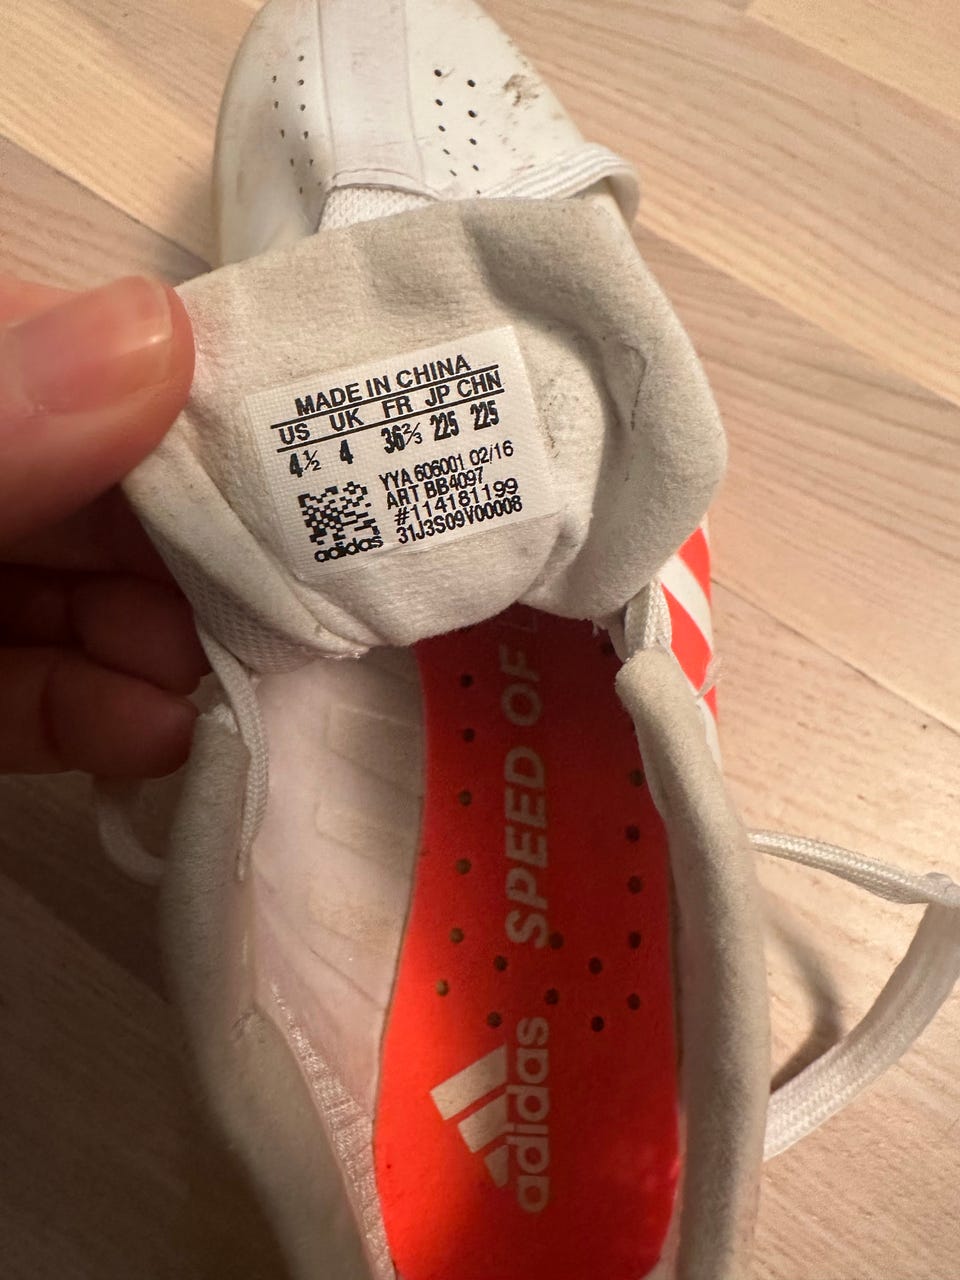 MADE IN CHINA
US UK FR JP CHN
4½ 4 36⅔ 225 225
YYA 606001 02/16
ART BB4097
#114181199
31J3S09V00008
adidas
adidas SPEED OF